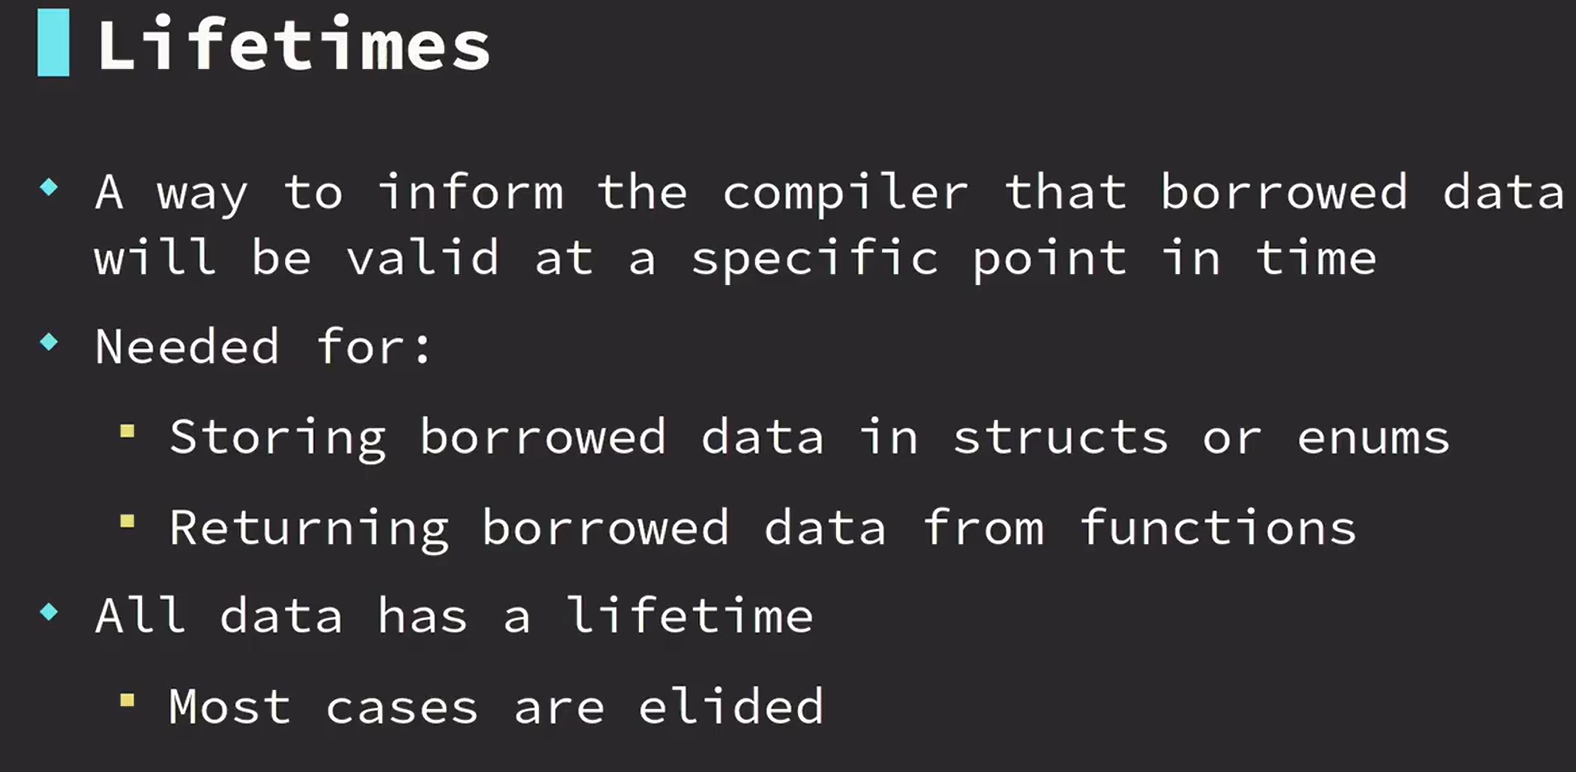 Lifetimes
A way to inform the compiler that borrowed data
will be valid at a specific point in time
Needed for:
Storing borrowed data in structs or enums
Returning borrowed data from functions
All data has a lifetime
Most cases are elided